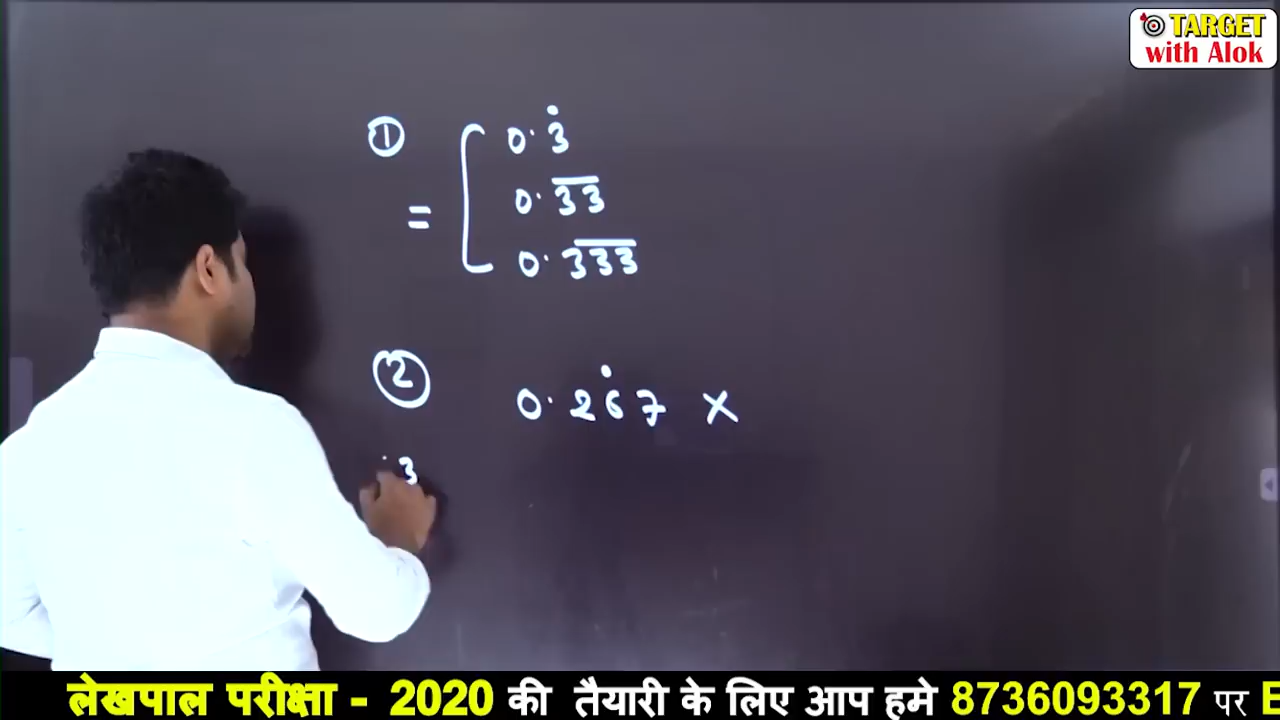 TARGET
with Alok
① 0.3̇
= [ 0.3̅3̅
0.3̅3̅3̅
② 0.26̇7 ×
.3
लेखपाल परीक्षा - 2020 की तैयारी के लिए आप हमे 8736093317 पर E